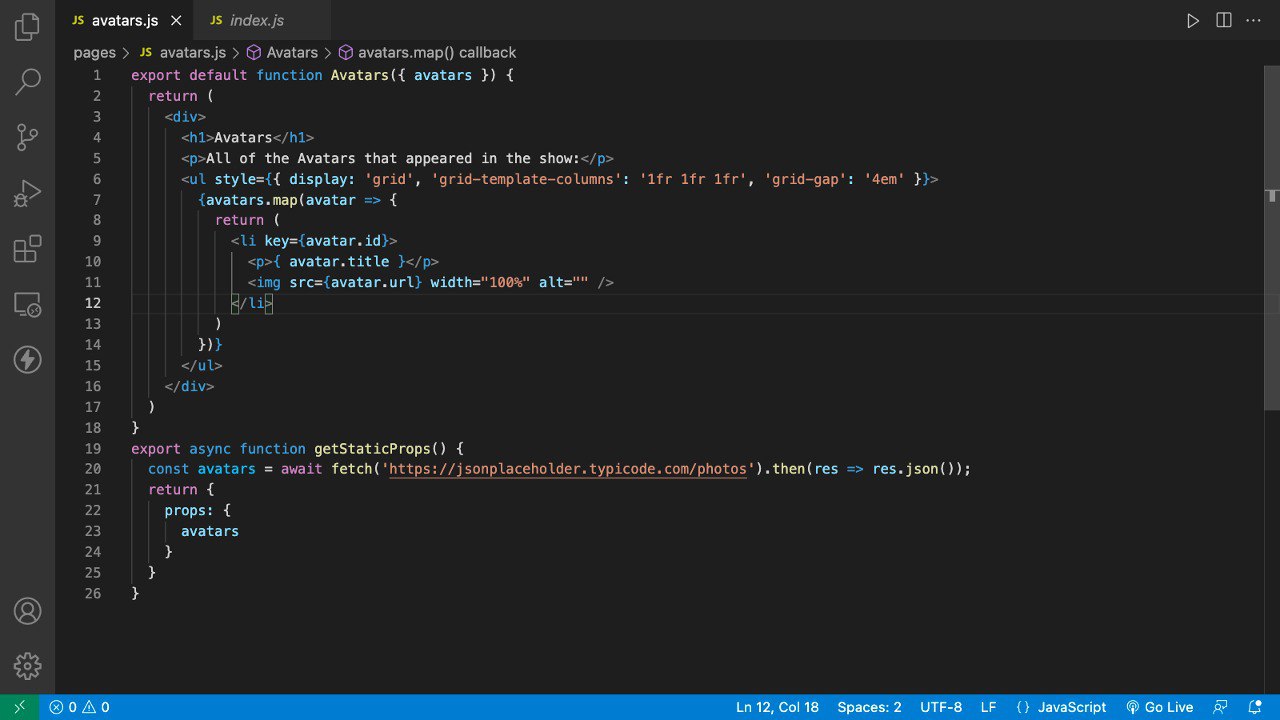 JS avatars.js × JS index.js
pages > JS avatars.js > Avatars > avatars.map() callback
1 export default function Avatars({ avatars }) {
2 return (
3 <div>
4 <h1>Avatars</h1>
5 <p>All of the Avatars that appeared in the show:</p>
6 <ul style={{ display: 'grid', 'grid-template-columns': '1fr 1fr 1fr', 'grid-gap': '4em' }}>
7 {avatars.map(avatar => {
8 return (
9 <li key={avatar.id}>
10 <p>{ avatar.title }</p>
11 <img src={avatar.url} width="100%" alt="" />
12 </li>
13 )
14 })}
15 </ul>
16 </div>
17 )
18 }
19 export async function getStaticProps() {
20 const avatars = await fetch('https://jsonplaceholder.typicode.com/photos').then(res => res.json());
21 return {
22 props: {
23 avatars
24 }
25 }
26 }
0 0 Ln 12, Col 18 Spaces: 2 UTF-8 LF {} JavaScript Go Live